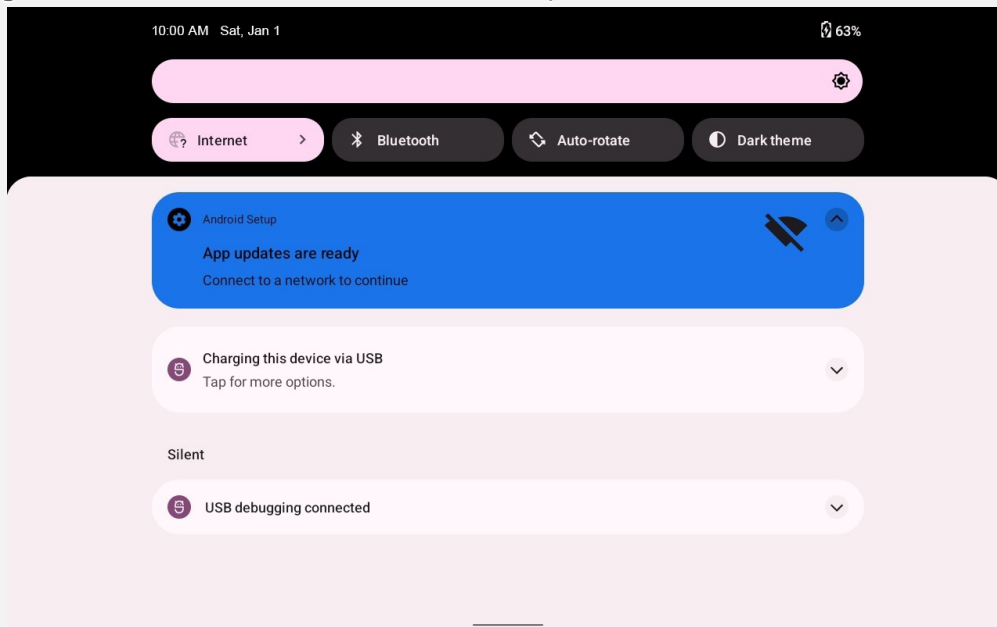 10:00 AM Sat, Jan 1 63%
? Internet Bluetooth Auto-rotate Dark theme
Android Setup
App updates are ready
Connect to a network to continue
Charging this device via USB
Tap for more options.
Silent
USB debugging connected